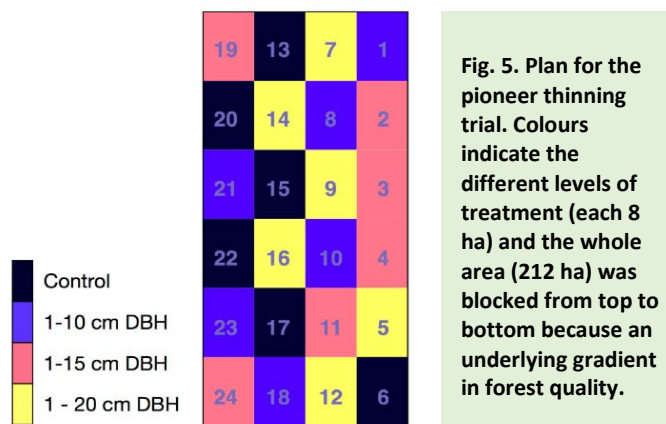 19 13 7 1
20 14 8 2
21 15 9 3
22 16 10 4
23 17 11 5
24 18 12 6
Control
1-10 cm DBH
1-15 cm DBH
1 - 20 cm DBH
Fig. 5. Plan for the
pioneer thinning
trial. Colours
indicate the
different levels of
treatment (each 8
ha) and the whole
area (212 ha) was
blocked from top to
bottom because an
underlying gradient
in forest quality.